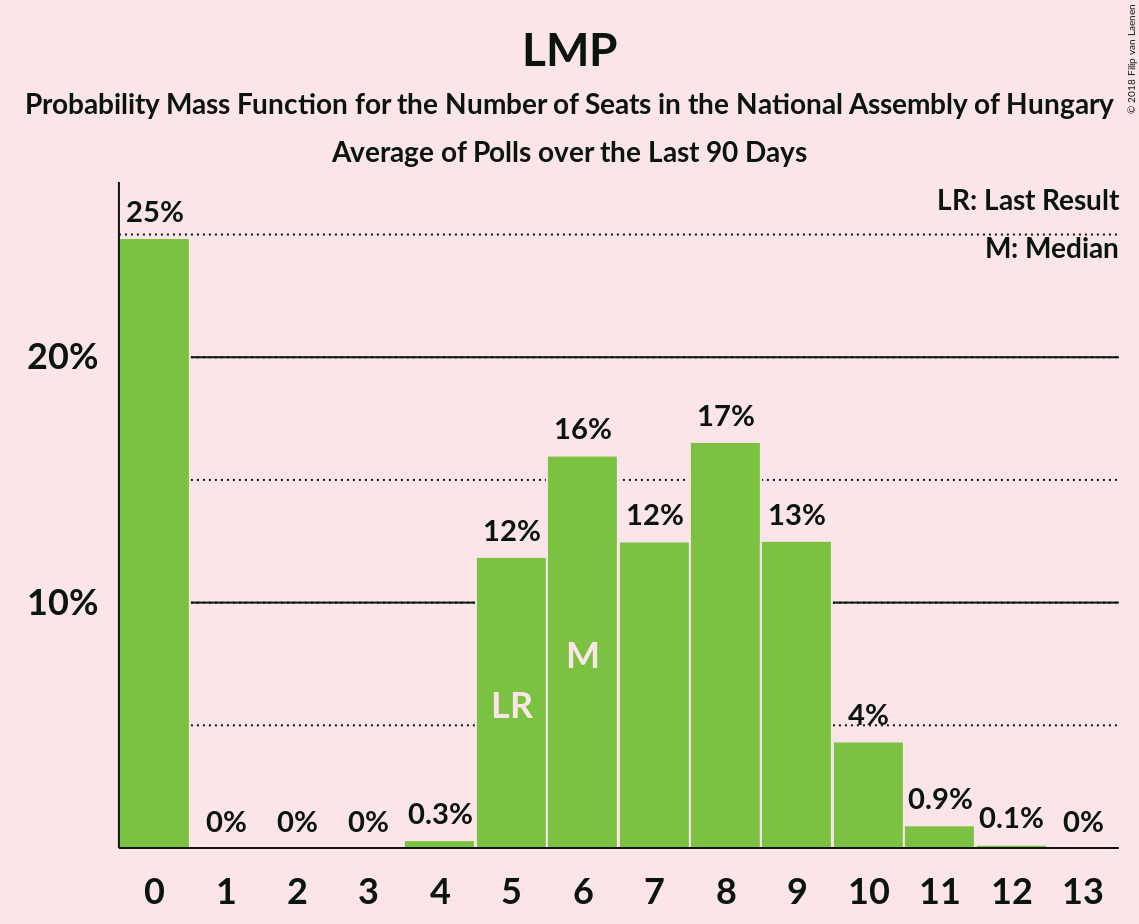 LMP
Probability Mass Function for the Number of Seats in the National Assembly of Hungary
Average of Polls over the Last 90 Days
© 2018 Filip van Laenen
LR: Last Result
M: Median
25%
20%
10%
0%
0%
0%
0.3%
12%
16%
12%
17%
13%
4%
0.9%
0.1%
0%
LR
M
0 1 2 3 4 5 6 7 8 9 10 11 12 13